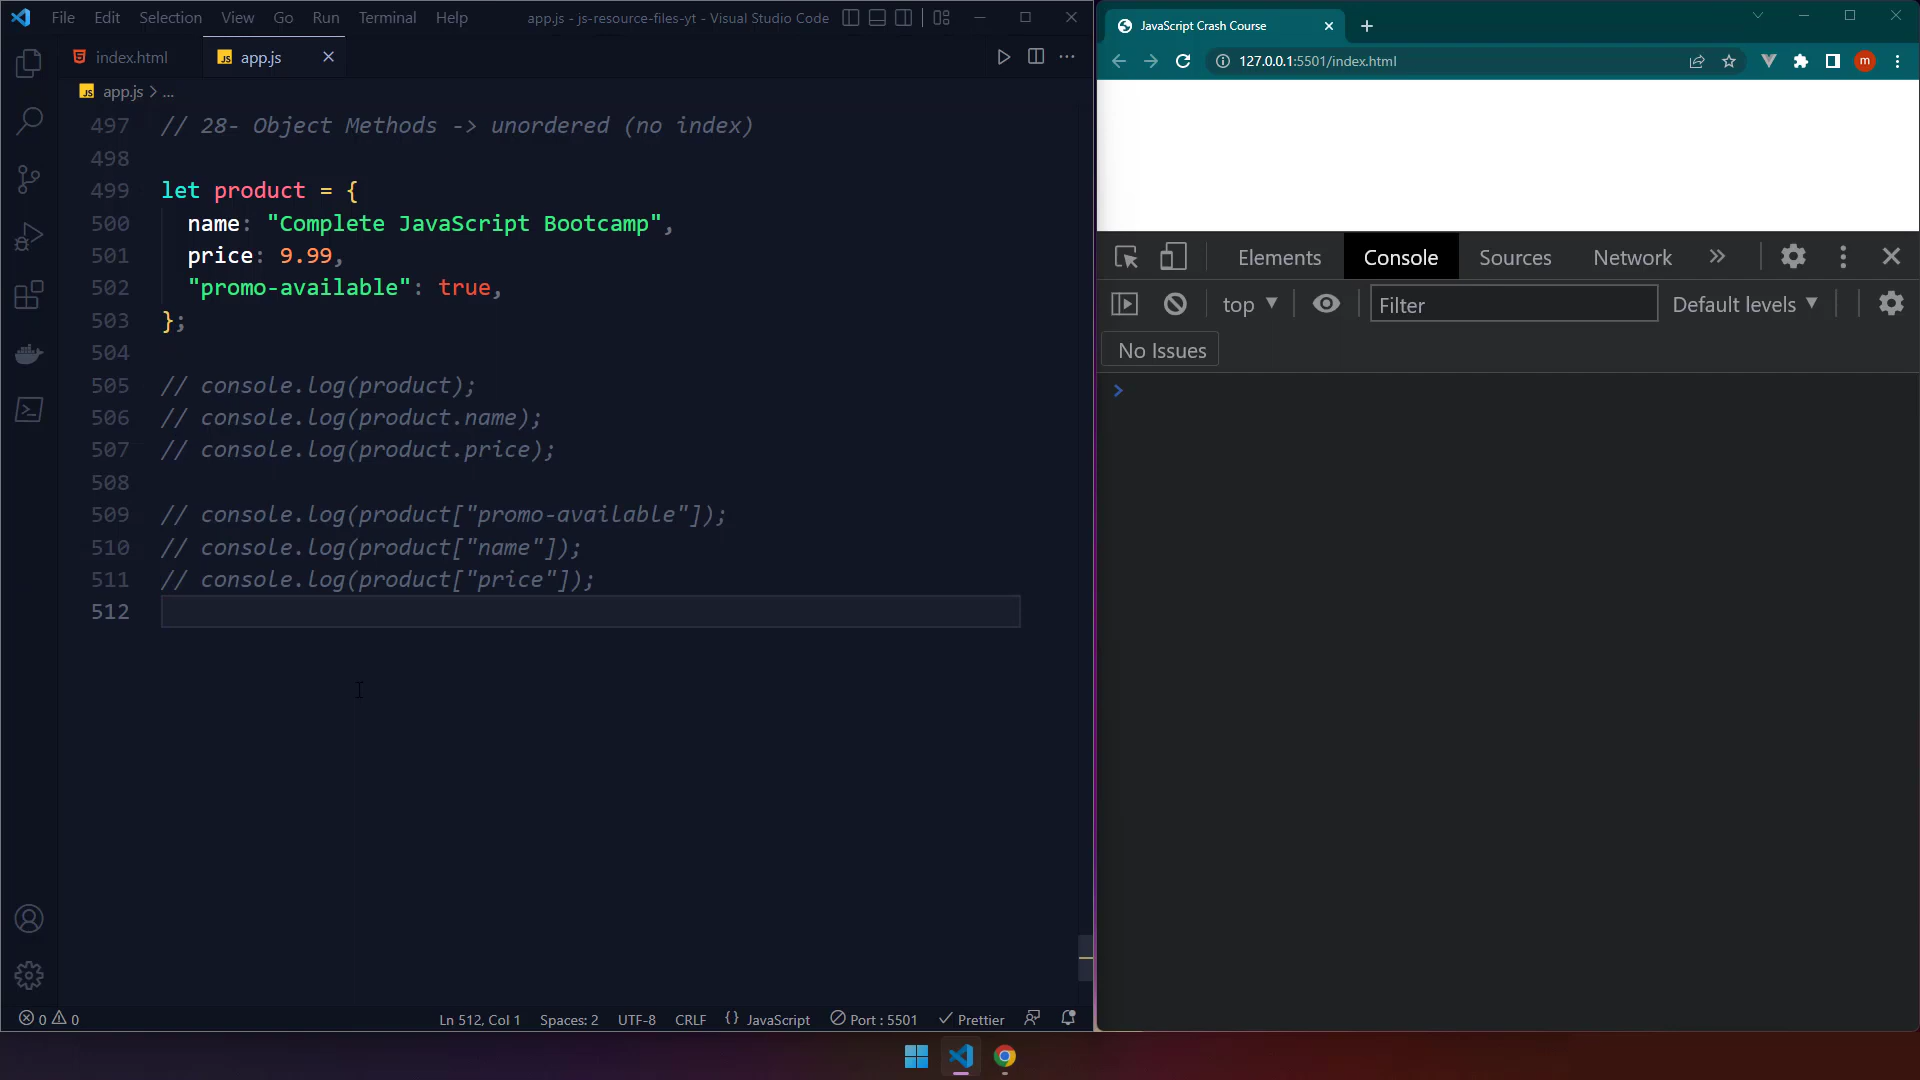 File Edit Selection View Go Run Terminal Help app.js - js-resource-files-yt - Visual Studio Code
index.html app.js
app.js > ...
497 // 28- Object Methods -> unordered (no index)
498
499 let product = {
500 name: "Complete JavaScript Bootcamp",
501 price: 9.99,
502 "promo-available": true,
503 };
504
505 // console.log(product);
506 // console.log(product.name);
507 // console.log(product.price);
508
509 // console.log(product["promo-available"]);
510 // console.log(product["name"]);
511 // console.log(product["price"]);
512
0 0 Ln 512, Col 1 Spaces: 2 UTF-8 CRLF {} JavaScript Port : 5501 Prettier
JavaScript Crash Course
127.0.0.1:5501/index.html m
Elements Console Sources Network »
top Filter Default levels
No Issues
>